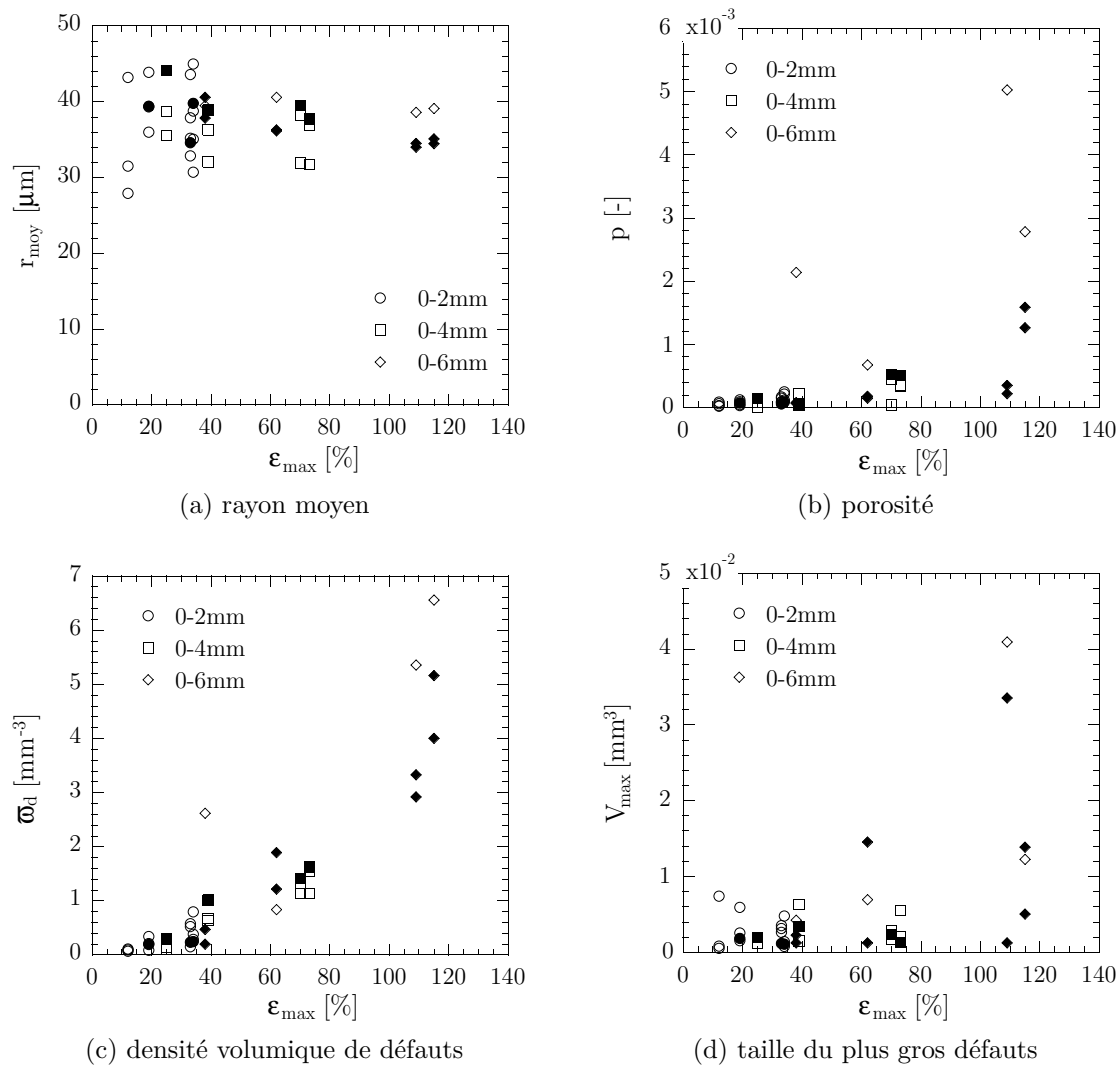 50
40
30
20
10
0
0 20 40 60 80 100 120 140
r_moy [μm]
ε_max [%]
0-2mm
0-4mm
0-6mm
(a) rayon moyen
x10^-3
6
5
4
3
2
1
0
0 20 40 60 80 100 120 140
p [-]
ε_max [%]
0-2mm
0-4mm
0-6mm
(b) porosité
7
6
5
4
3
2
1
0
0 20 40 60 80 100 120 140
ϖ_d [mm^-3]
ε_max [%]
0-2mm
0-4mm
0-6mm
(c) densité volumique de défauts
x10^-2
5
4
3
2
1
0
0 20 40 60 80 100 120 140
V_max [mm³]
ε_max [%]
0-2mm
0-4mm
0-6mm
(d) taille du plus gros défauts